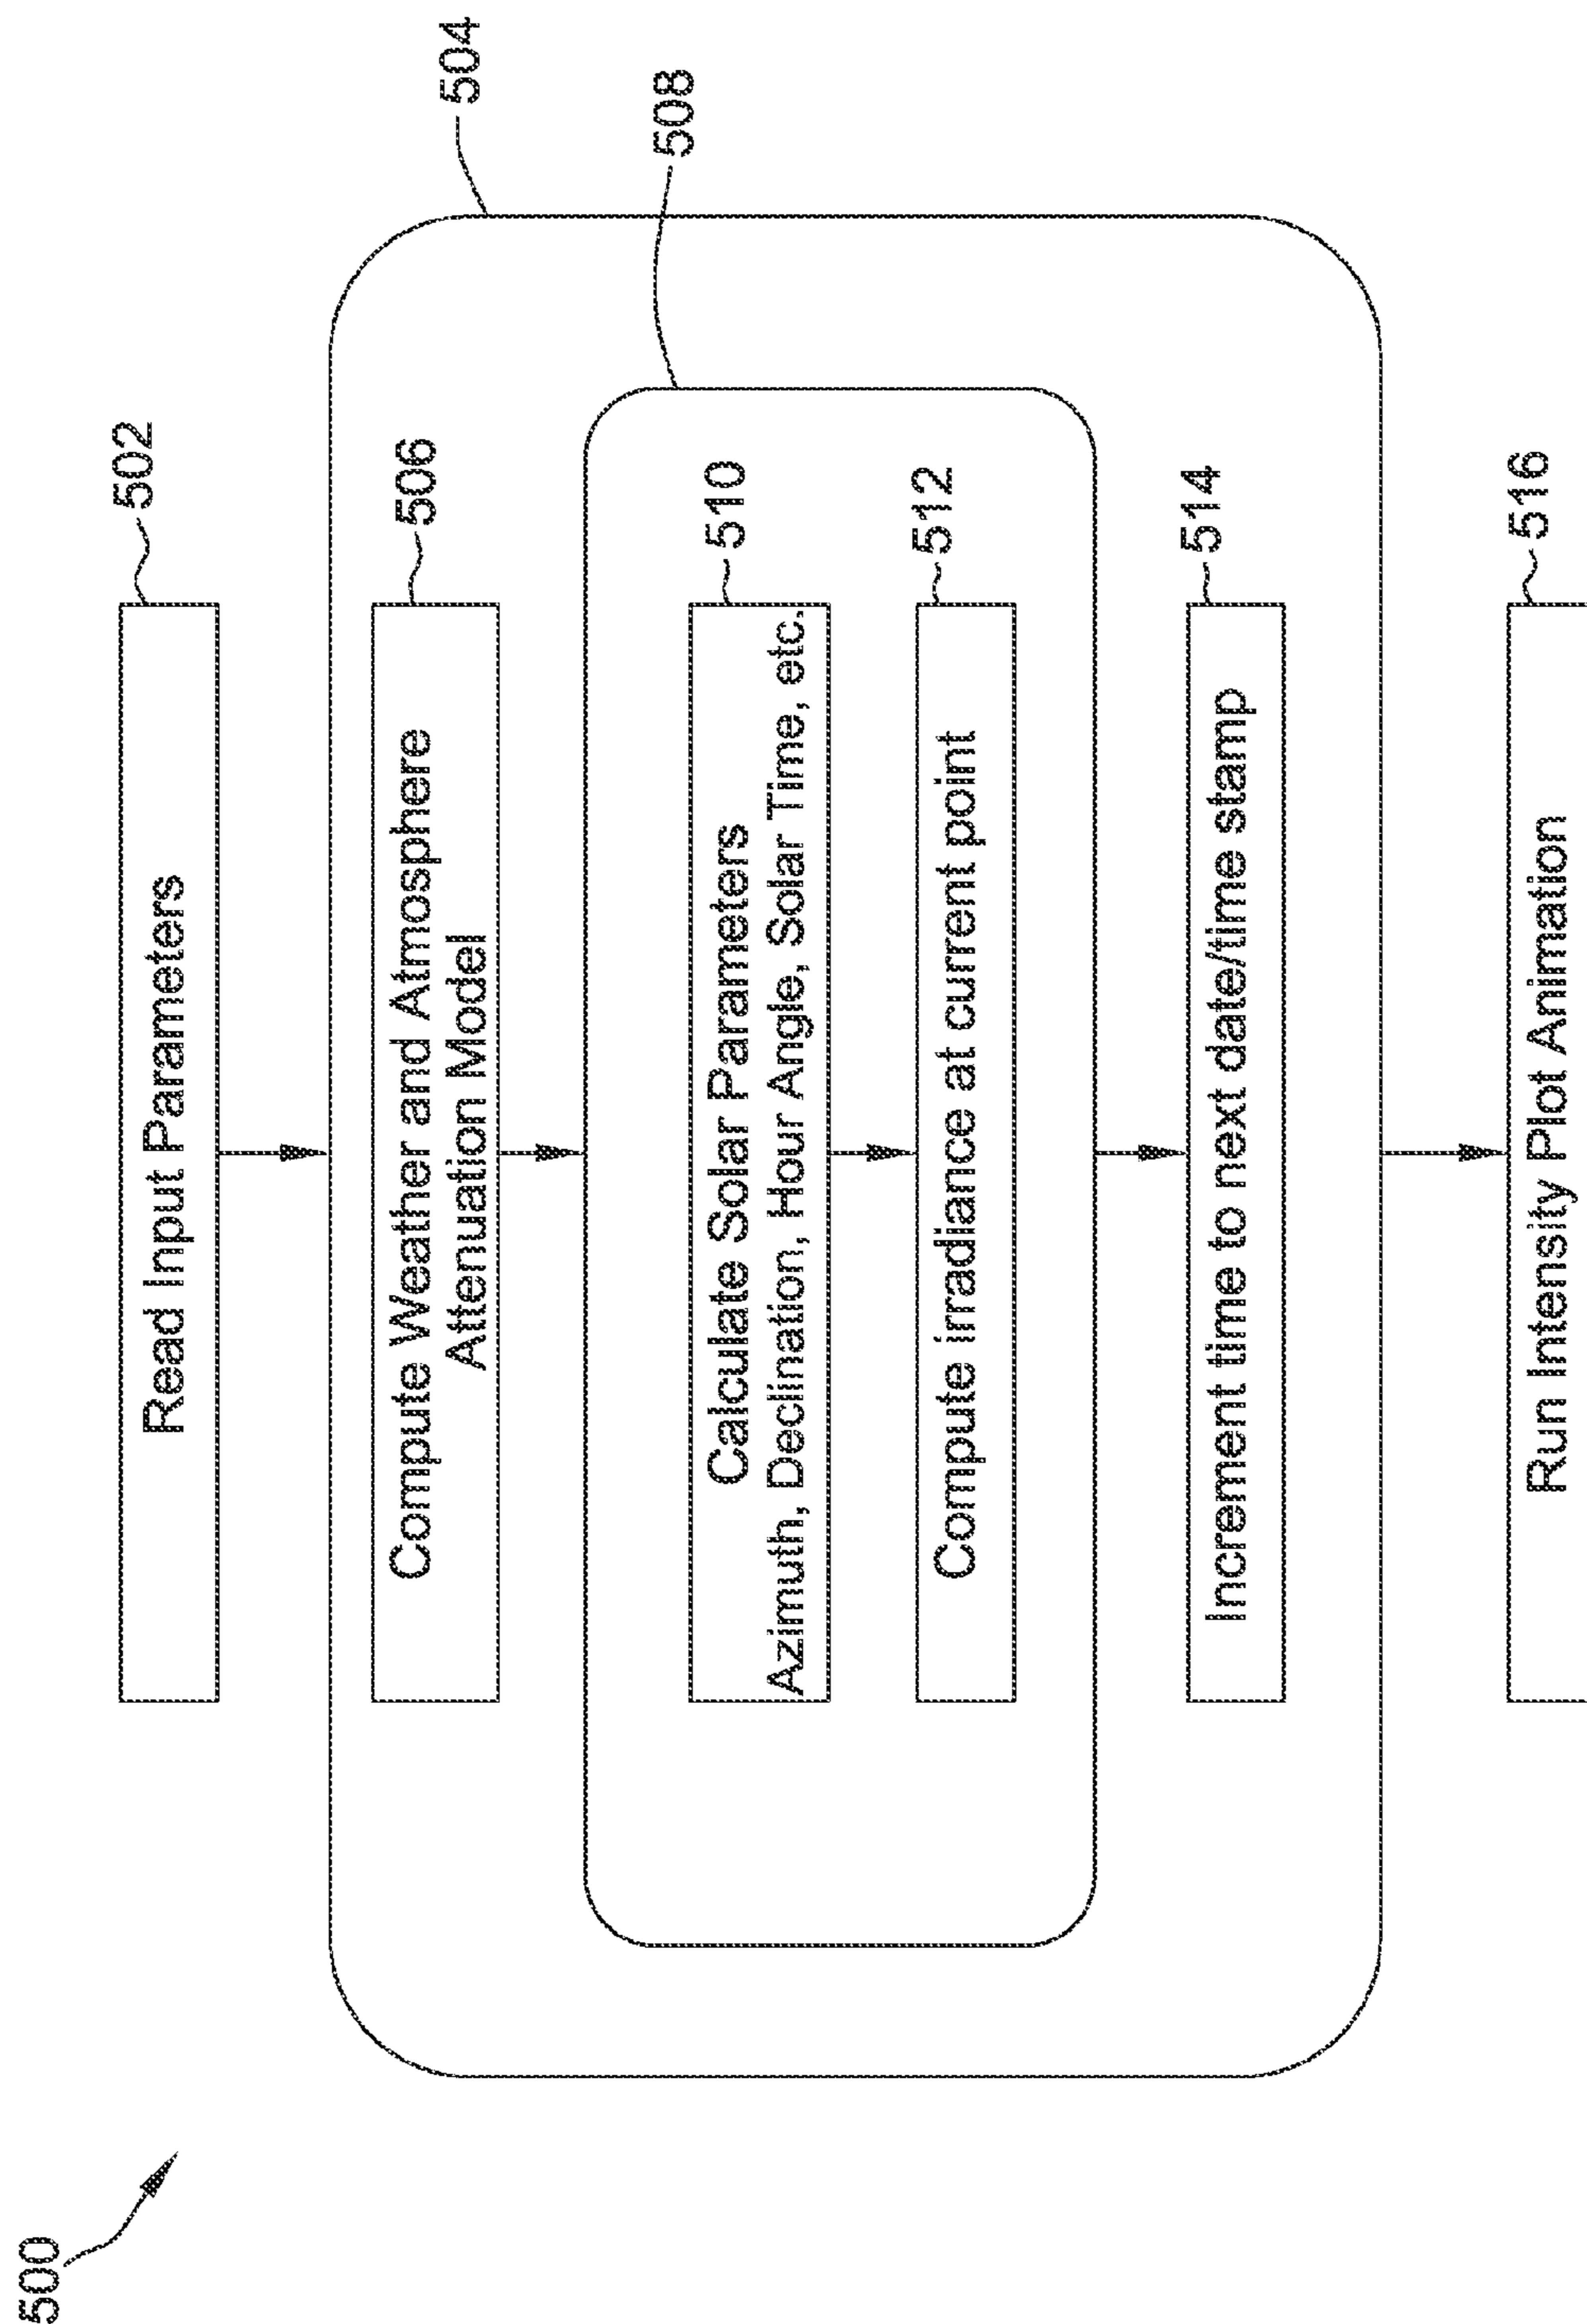 500
502
Read Input Parameters
504
506
Compute Weather and Atmosphere
Attenuation Model
508
510
Calculate Solar Parameters
Azimuth, Declination, Hour Angle, Solar Time, etc.
512
Compute irradiance at current point
514
Increment time to next date/time stamp
516
Run Intensity Plot Animation